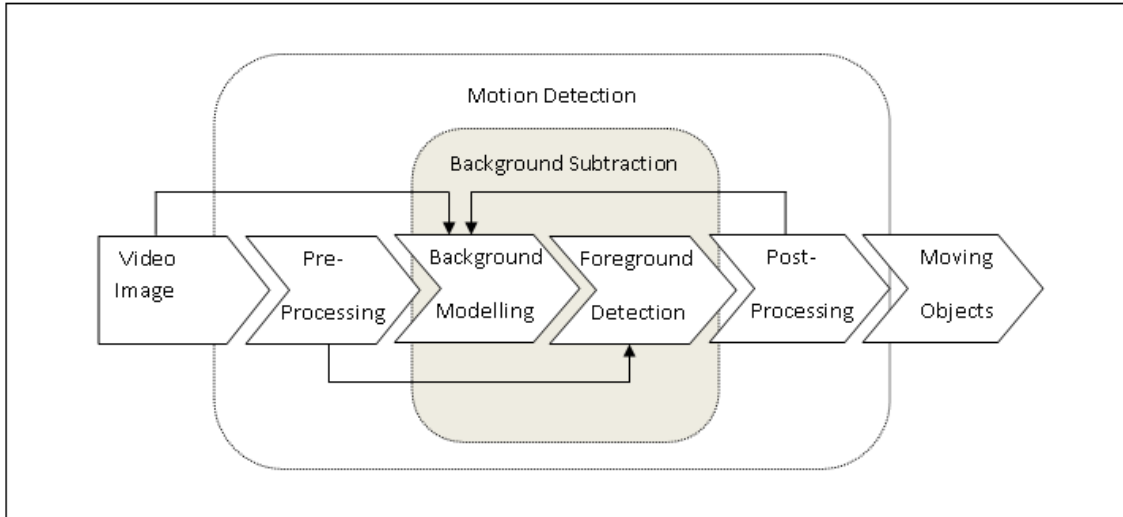 Motion Detection
Background Subtraction
Video
Image
Pre-
Processing
Background
Modelling
Foreground
Detection
Post-
Processing
Moving
Objects